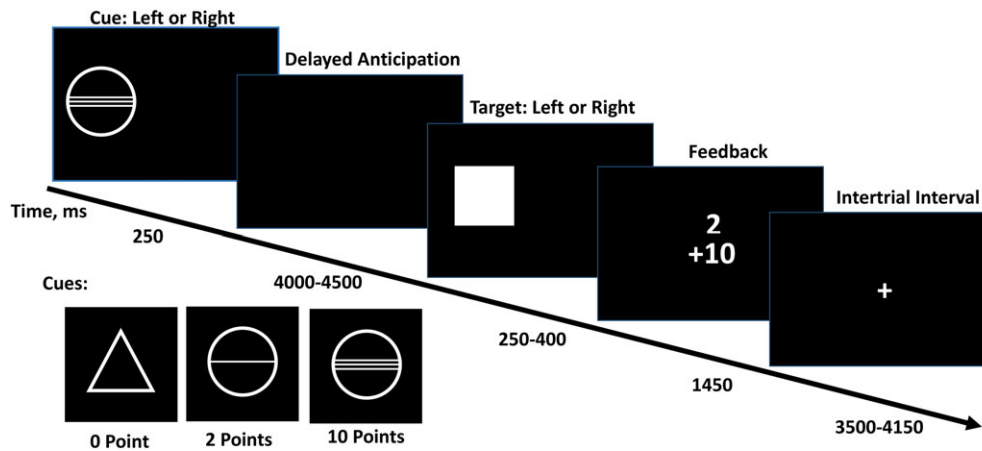 Cue: Left or Right
Delayed Anticipation
Target: Left or Right
Feedback
Intertrial Interval
2
+10
+
Time, ms
250
4000-4500
250-400
1450
3500-4150
Cues:
0 Point
2 Points
10 Points